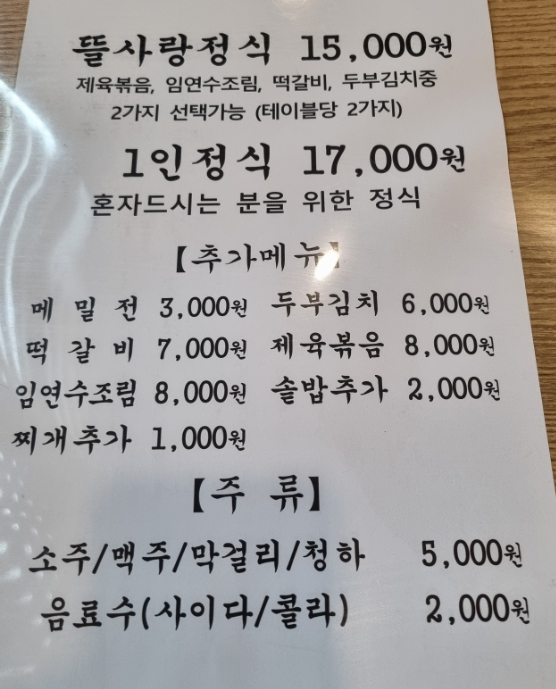 뜰사랑정식 15,000원
제육볶음, 임연수조림, 떡갈비, 두부김치중
2가지 선택가능 (테이블당 2가지)
1인정식 17,000원
혼자드시는 분을 위한 정식
【추가메뉴】
메 밀 전 3,000원 두부김치 6,000원
떡 갈 비 7,000원 제육볶음 8,000원
임연수조림 8,000원 솥밥추가 2,000원
찌개추가 1,000원
【주 류】
소주/맥주/막걸리/청하 5,000원
음료수(사이다/콜라) 2,000원